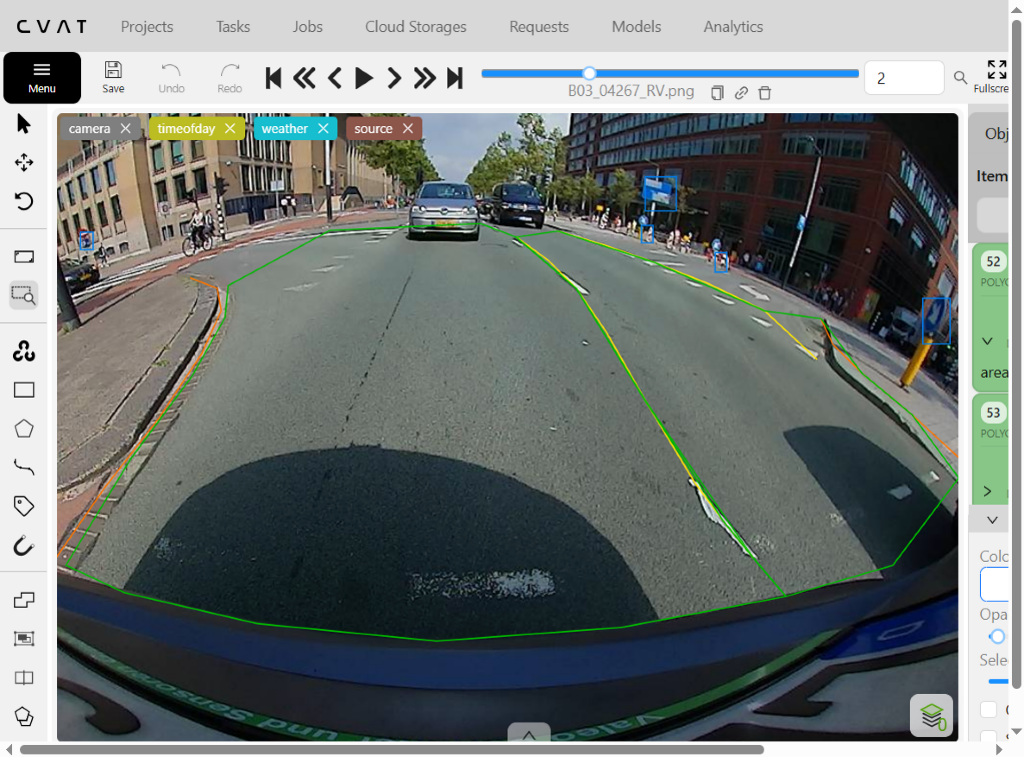 CVAT
Projects
Tasks
Jobs
Cloud Storages
Requests
Models
Analytics
Menu
Save
Undo
Redo
B03_04267_RV.png
2
Fullscre
camera
timeofday
weather
source
Obj
Item
52
POLYG
area
53
POLYG
Colo
Opa
Sele
0